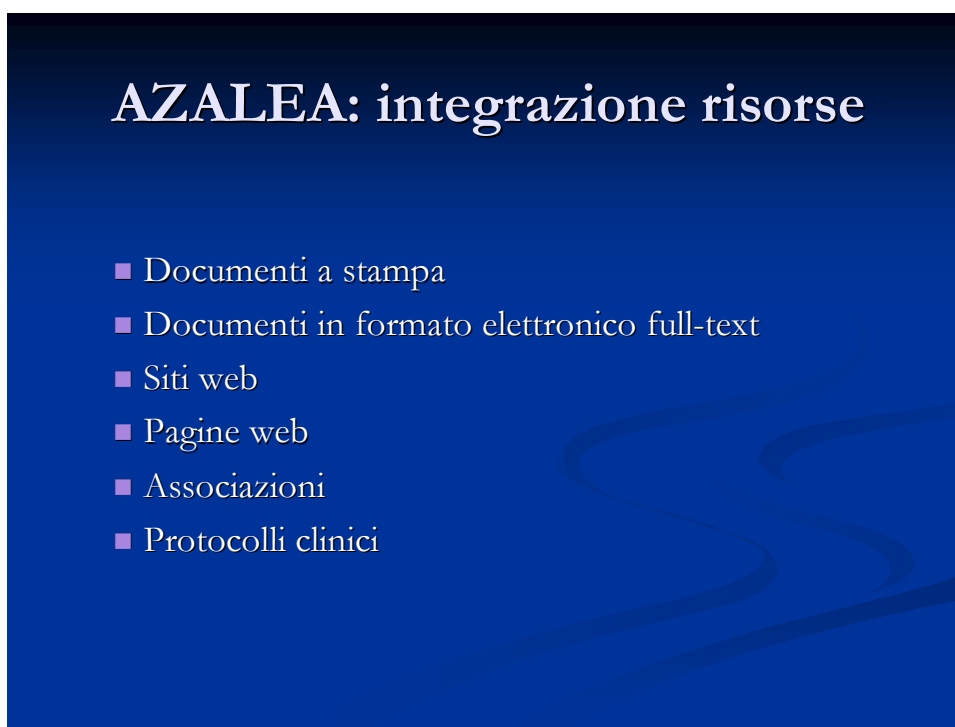 AZALEA: integrazione risorse
Documenti a stampa
Documenti in formato elettronico full-text
Siti web
Pagine web
Associazioni
Protocolli clinici